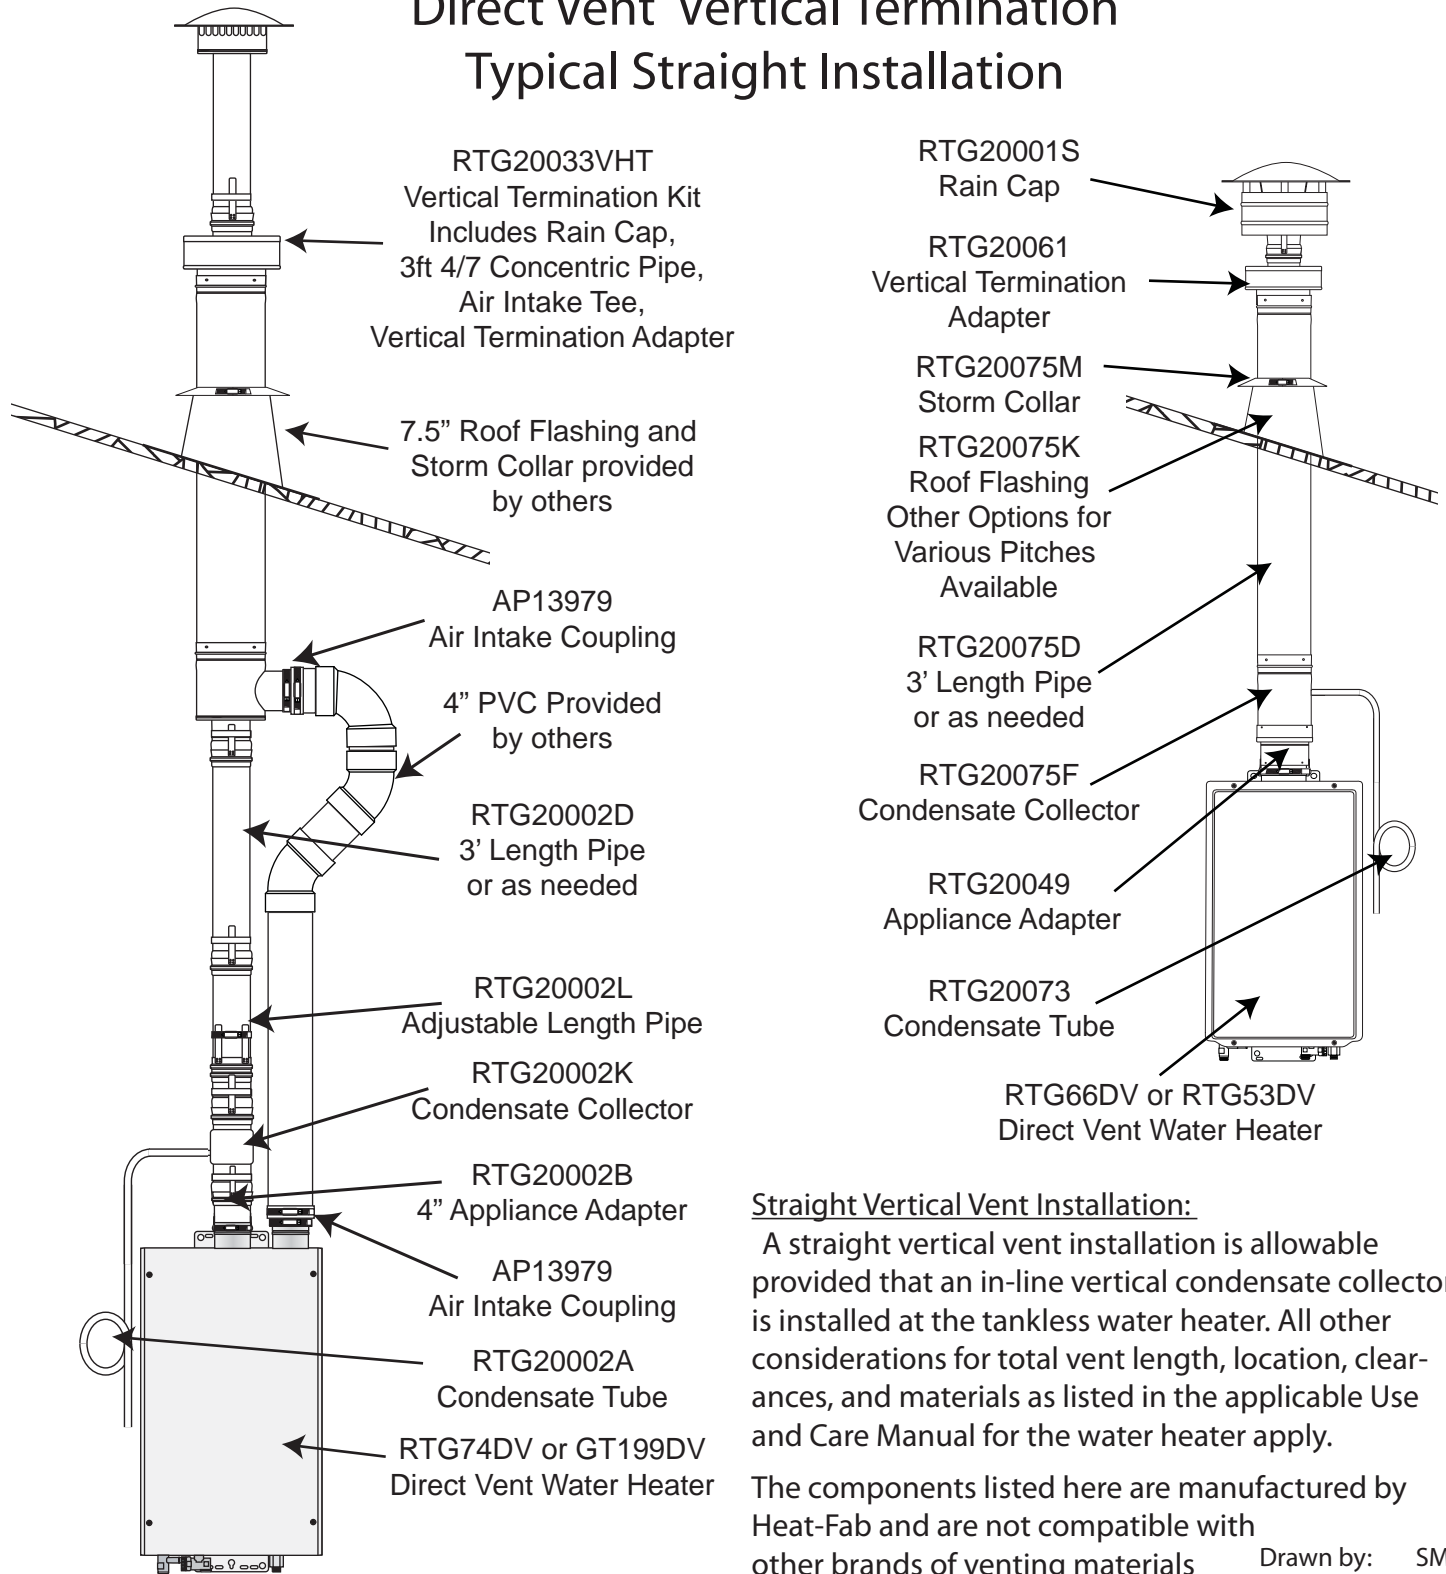 Direct Vent Vertical Termination
Typical Straight Installation
RTG20033VHT
Vertical Termination Kit
Includes Rain Cap,
3ft 4/7 Concentric Pipe,
Air Intake Tee,
Vertical Termination Adapter
7.5” Roof Flashing and
Storm Collar provided
by others
AP13979
Air Intake Coupling
4” PVC Provided
by others
RTG20002D
3’ Length Pipe
or as needed
RTG20002L
Adjustable Length Pipe
RTG20002K
Condensate Collector
RTG20002B
4” Appliance Adapter
AP13979
Air Intake Coupling
RTG20002A
Condensate Tube
RTG74DV or GT199DV
Direct Vent Water Heater
RTG20001S
Rain Cap
RTG20061
Vertical Termination
Adapter
RTG20075M
Storm Collar
RTG20075K
Roof Flashing
Other Options for
Various Pitches
Available
RTG20075D
3’ Length Pipe
or as needed
RTG20075F
Condensate Collector
RTG20049
Appliance Adapter
RTG20073
Condensate Tube
RTG66DV or RTG53DV
Direct Vent Water Heater
Straight Vertical Vent Installation:
A straight vertical vent installation is allowable
provided that an in-line vertical condensate collector
is installed at the tankless water heater. All other
considerations for total vent length, location, clear-
ances, and materials as listed in the applicable Use
and Care Manual for the water heater apply.
The components listed here are manufactured by
Heat-Fab and are not compatible with
other brands of venting materials
Drawn by: SM